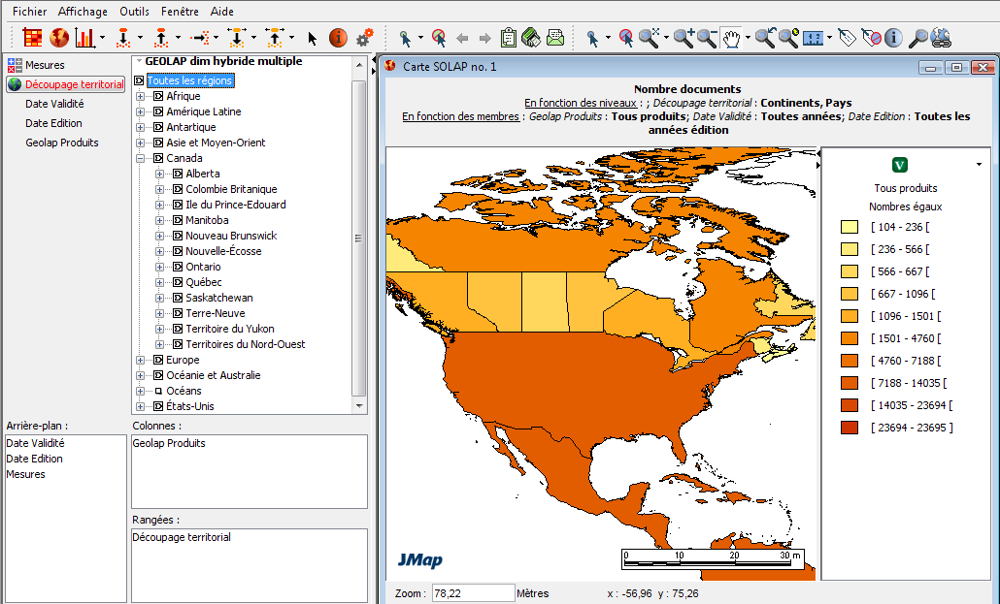 Fichier Affichage Outils Fenêtre Aide
Mesures
Découpage territorial
Date Validité
Date Edition
Geolap Produits
GEOLAP dim hybride multiple
Toutes les régions
Afrique
Amérique Latine
Antartique
Asie et Moyen-Orient
Canada
Alberta
Colombie Britanique
Ile du Prince-Edouard
Manitoba
Nouveau Brunswick
Nouvelle-Écosse
Ontario
Québec
Saskatchewan
Terre-Neuve
Territoire du Yukon
Territoires du Nord-Ouest
Europe
Océanie et Australie
Océans
États-Unis
Arrière-plan :
Date Validité
Date Edition
Mesures
Colonnes :
Geolap Produits
Rangées :
Découpage territorial
Carte SOLAP no. 1
Nombre documents
En fonction des niveaux : ; Découpage territorial : Continents, Pays
En fonction des membres : Geolap Produits : Tous produits; Date Validité : Toutes années; Date Edition : Toutes les
années édition
V
Tous produits
Nombres égaux
[ 104 - 236 [
[ 236 - 566 [
[ 566 - 667 [
[ 667 - 1096 [
[ 1096 - 1501 [
[ 1501 - 4760 [
[ 4760 - 7188 [
[ 7188 - 14035 [
[ 14035 - 23694 [
[ 23694 - 23695 ]
JMap
0 10 20 30 m
Zoom : 78,22 Mètres x : -56,96 y : 75,26